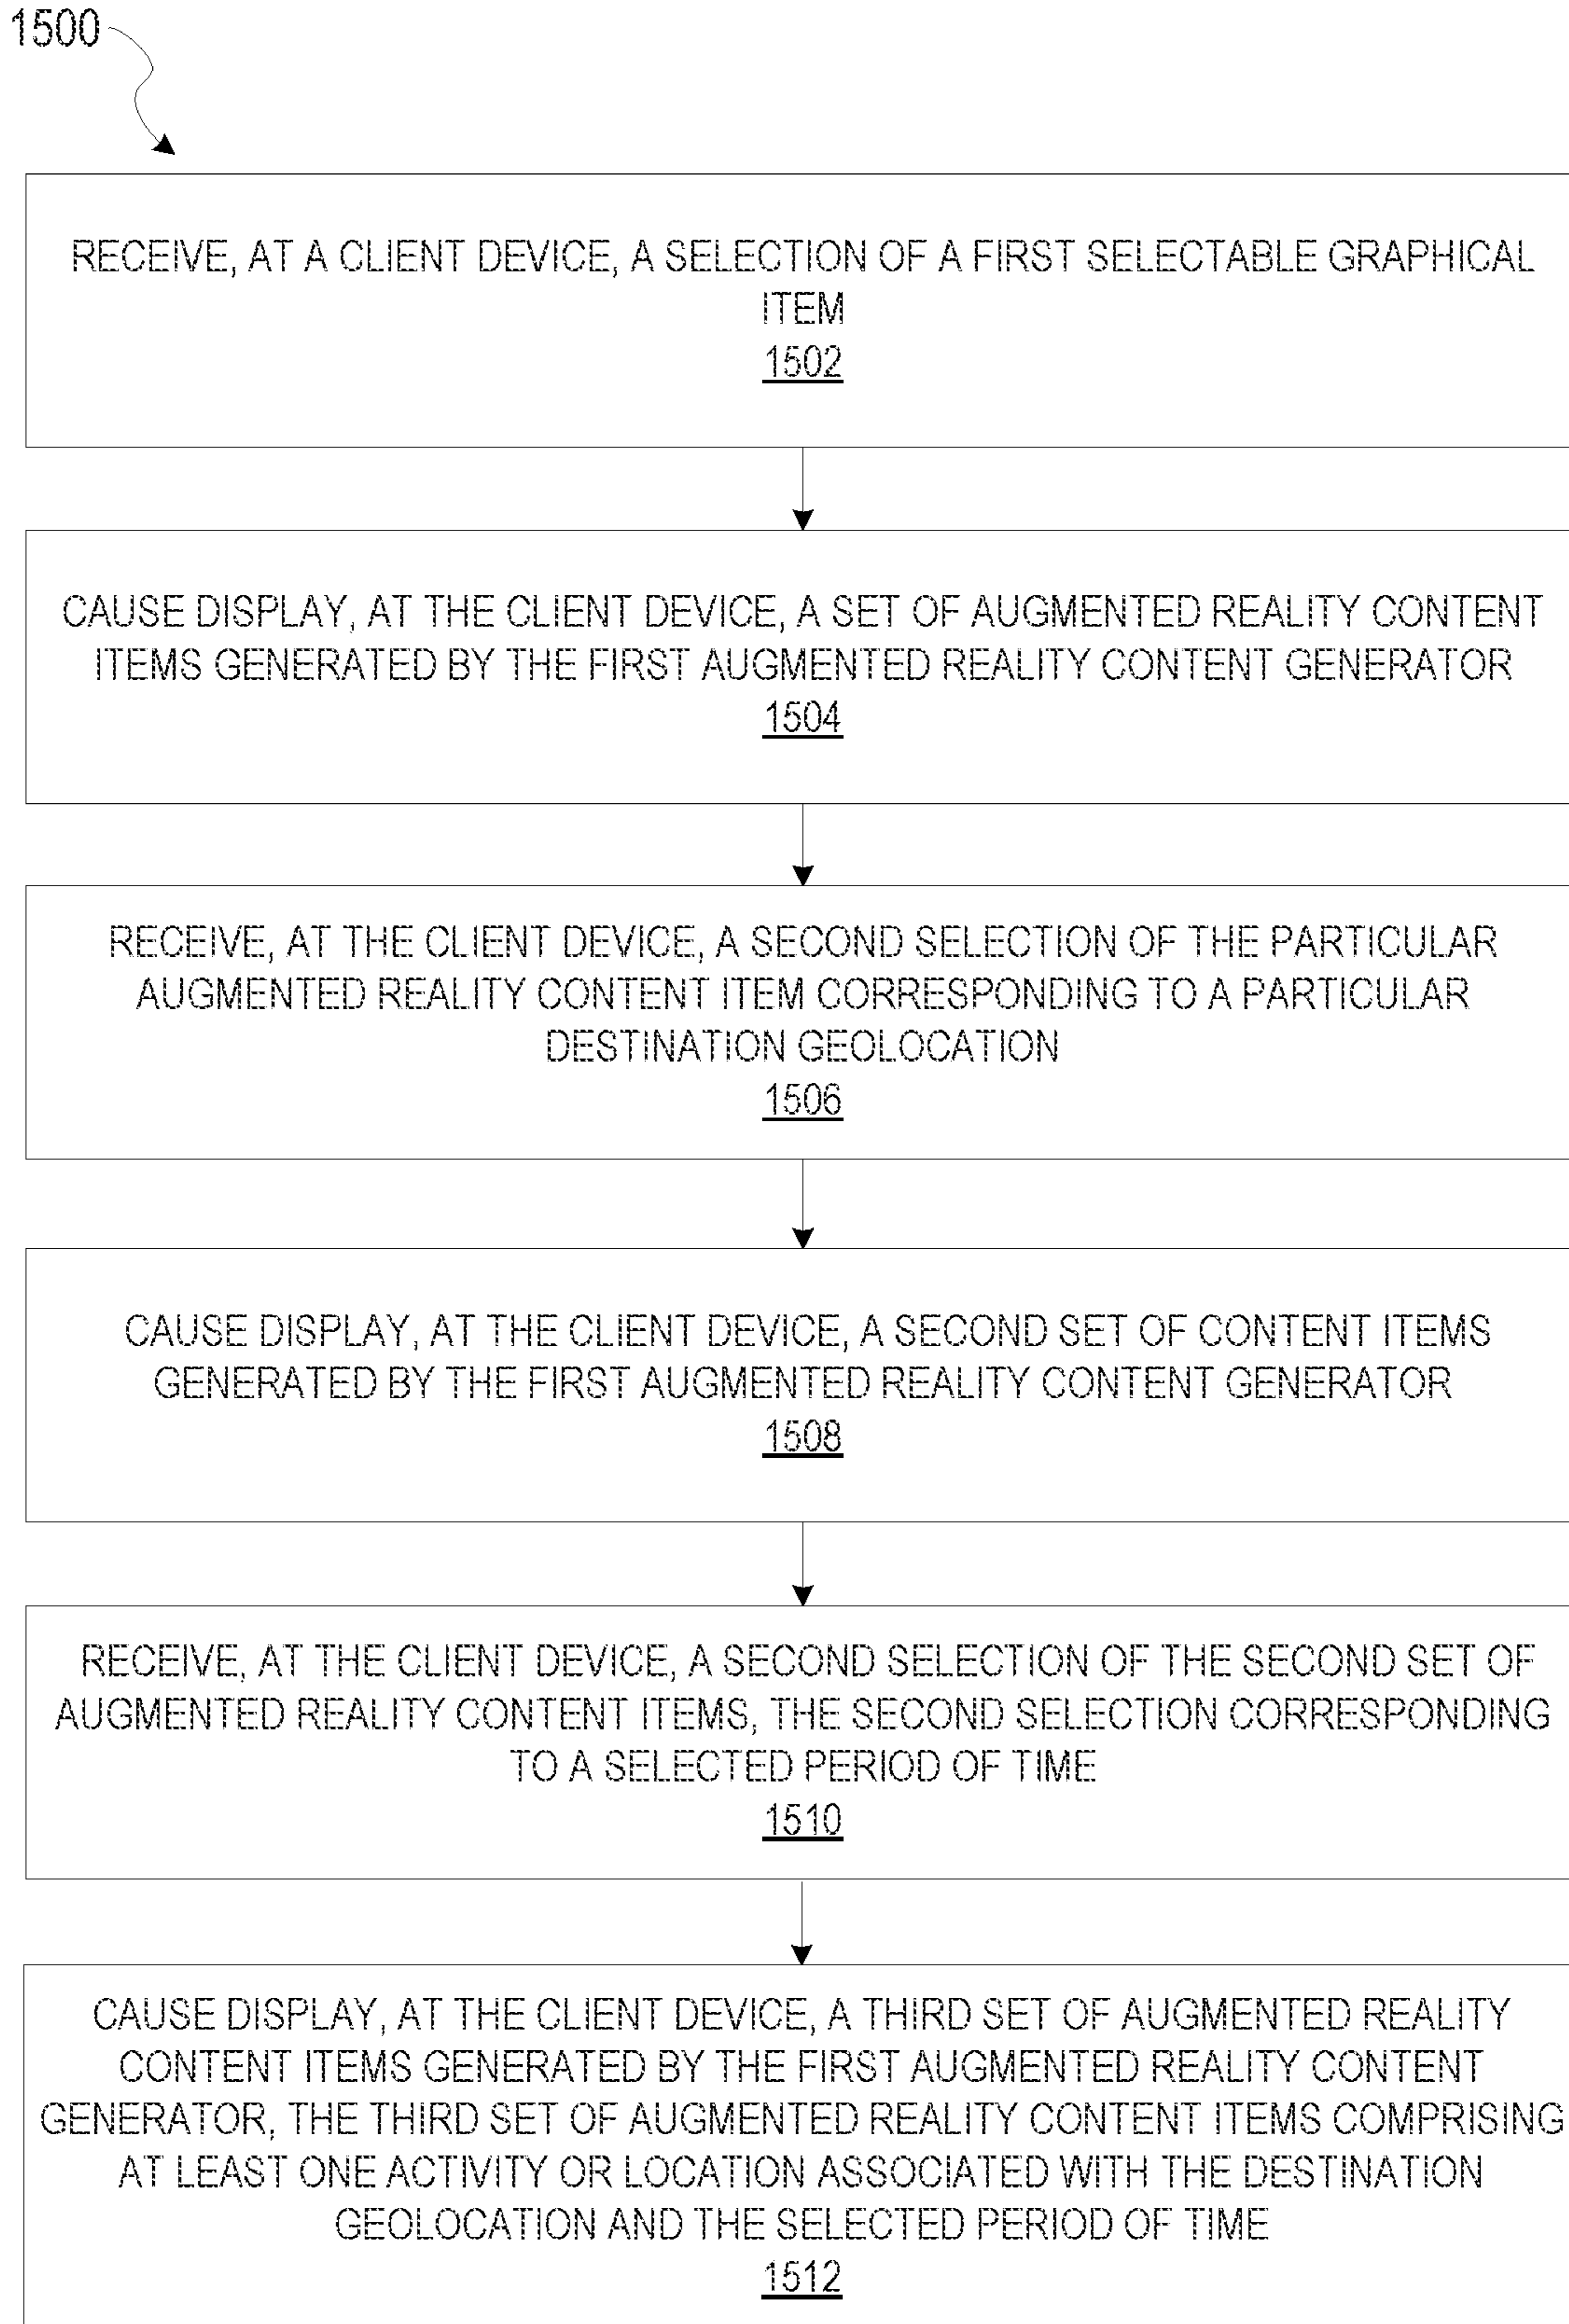 1500
RECEIVE, AT A CLIENT DEVICE, A SELECTION OF A FIRST SELECTABLE GRAPHICAL
ITEM
1502
CAUSE DISPLAY, AT THE CLIENT DEVICE, A SET OF AUGMENTED REALITY CONTENT
ITEMS GENERATED BY THE FIRST AUGMENTED REALITY CONTENT GENERATOR
1504
RECEIVE, AT THE CLIENT DEVICE, A SECOND SELECTION OF THE PARTICULAR
AUGMENTED REALITY CONTENT ITEM CORRESPONDING TO A PARTICULAR
DESTINATION GEOLOCATION
1506
CAUSE DISPLAY, AT THE CLIENT DEVICE, A SECOND SET OF CONTENT ITEMS
GENERATED BY THE FIRST AUGMENTED REALITY CONTENT GENERATOR
1508
RECEIVE, AT THE CLIENT DEVICE, A SECOND SELECTION OF THE SECOND SET OF
AUGMENTED REALITY CONTENT ITEMS, THE SECOND SELECTION CORRESPONDING
TO A SELECTED PERIOD OF TIME
1510
CAUSE DISPLAY, AT THE CLIENT DEVICE, A THIRD SET OF AUGMENTED REALITY
CONTENT ITEMS GENERATED BY THE FIRST AUGMENTED REALITY CONTENT
GENERATOR, THE THIRD SET OF AUGMENTED REALITY CONTENT ITEMS COMPRISING
AT LEAST ONE ACTIVITY OR LOCATION ASSOCIATED WITH THE DESTINATION
GEOLOCATION AND THE SELECTED PERIOD OF TIME
1512